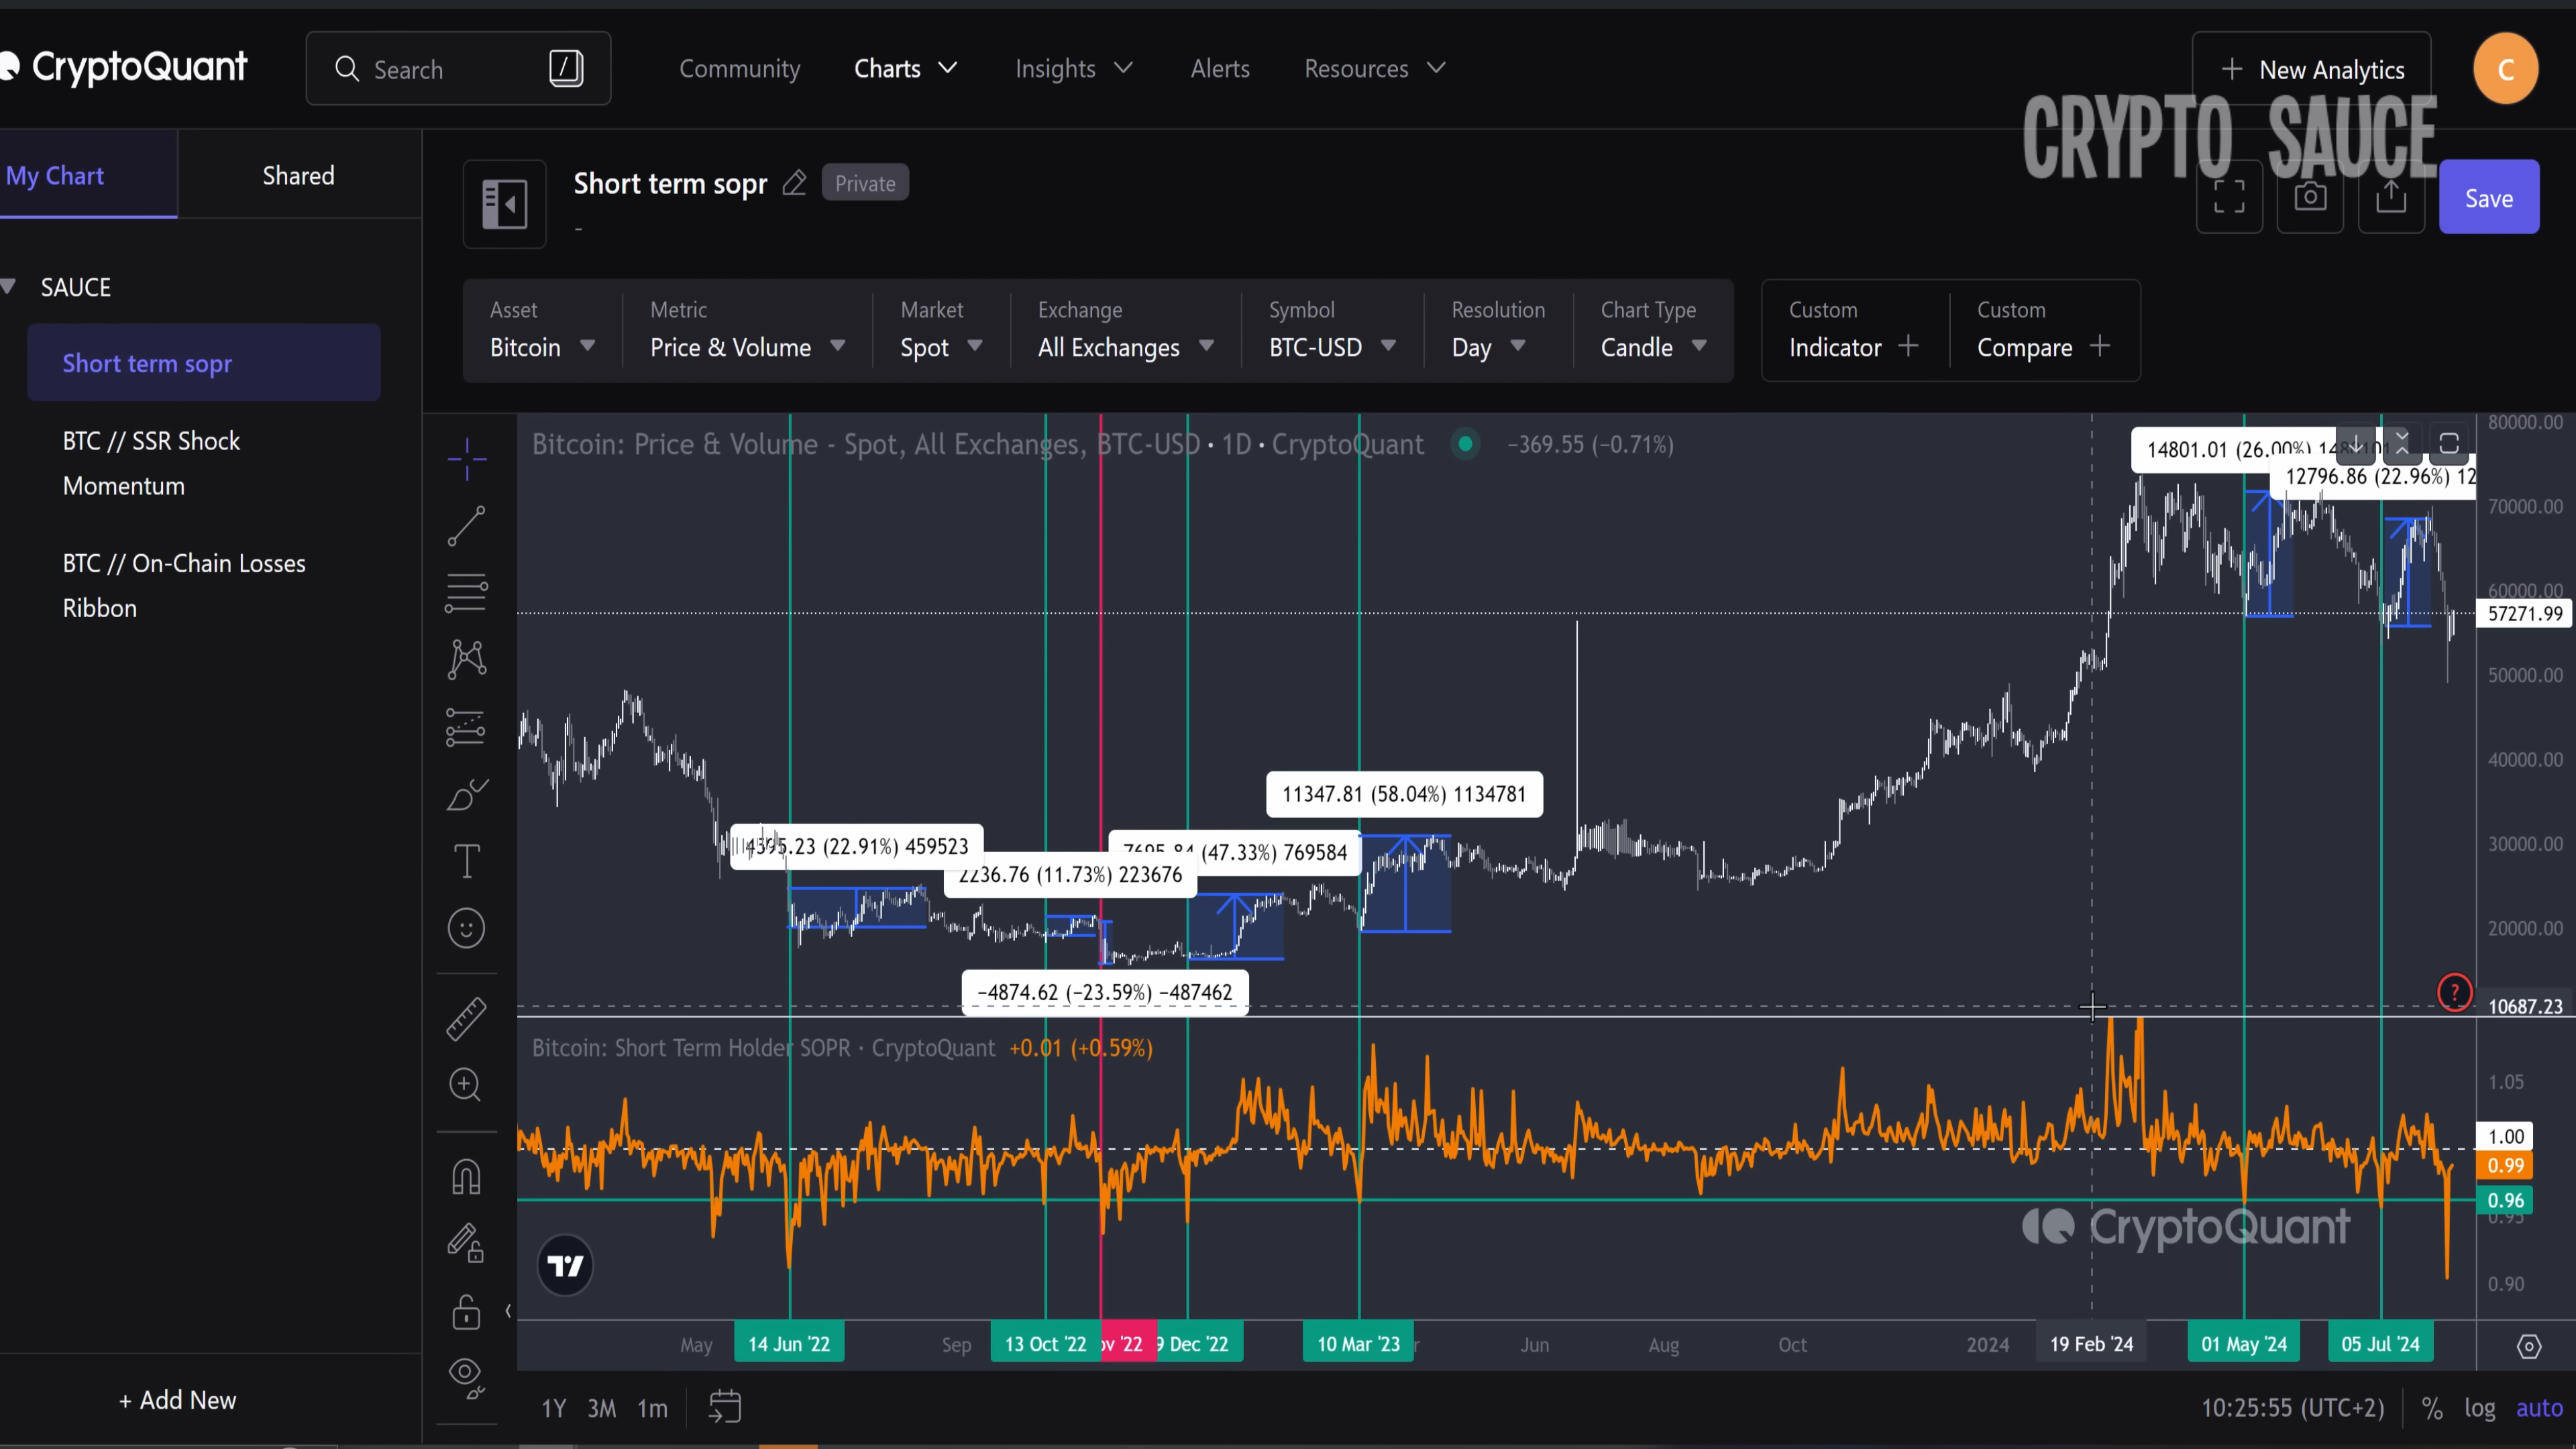 CryptoQuant
Search
/
Community
Charts
Insights
Alerts
Resources
+ New Analytics
C
CRYPTO SAUCE
My Chart
Shared
Short term sopr
Private
-
Save
SAUCE
Short term sopr
BTC // SSR Shock
Momentum
BTC // On-Chain Losses
Ribbon
+ Add New
Asset
Bitcoin
Metric
Price & Volume
Market
Spot
Exchange
All Exchanges
Symbol
BTC-USD
Resolution
Day
Chart Type
Candle
Custom
Indicator +
Custom
Compare +
Bitcoin: Price & Volume - Spot, All Exchanges, BTC-USD · 1D · CryptoQuant
−369.55 (−0.71%)
14801.01 (26.00%)
12796.86 (22.96%) 12
11347.81 (58.04%) 1134781
(22.91%) 459523
(47.33%) 769584
2236.76 (11.73%) 223676
−4874.62 (−23.59%) −487462
80000.00
70000.00
60000.00
57271.99
50000.00
40000.00
30000.00
20000.00
?
10687.23
Bitcoin: Short Term Holder SOPR · CryptoQuant +0.01 (+0.59%)
1.05
1.00
0.99
0.96
0.95
0.90
CryptoQuant
May
14 Jun '22
Sep
13 Oct '22
ov '22
9 Dec '22
10 Mar '23
r
Jun
Aug
Oct
2024
19 Feb '24
01 May '24
05 Jul '24
1Y 3M 1m
10:25:55 (UTC+2)
% log auto